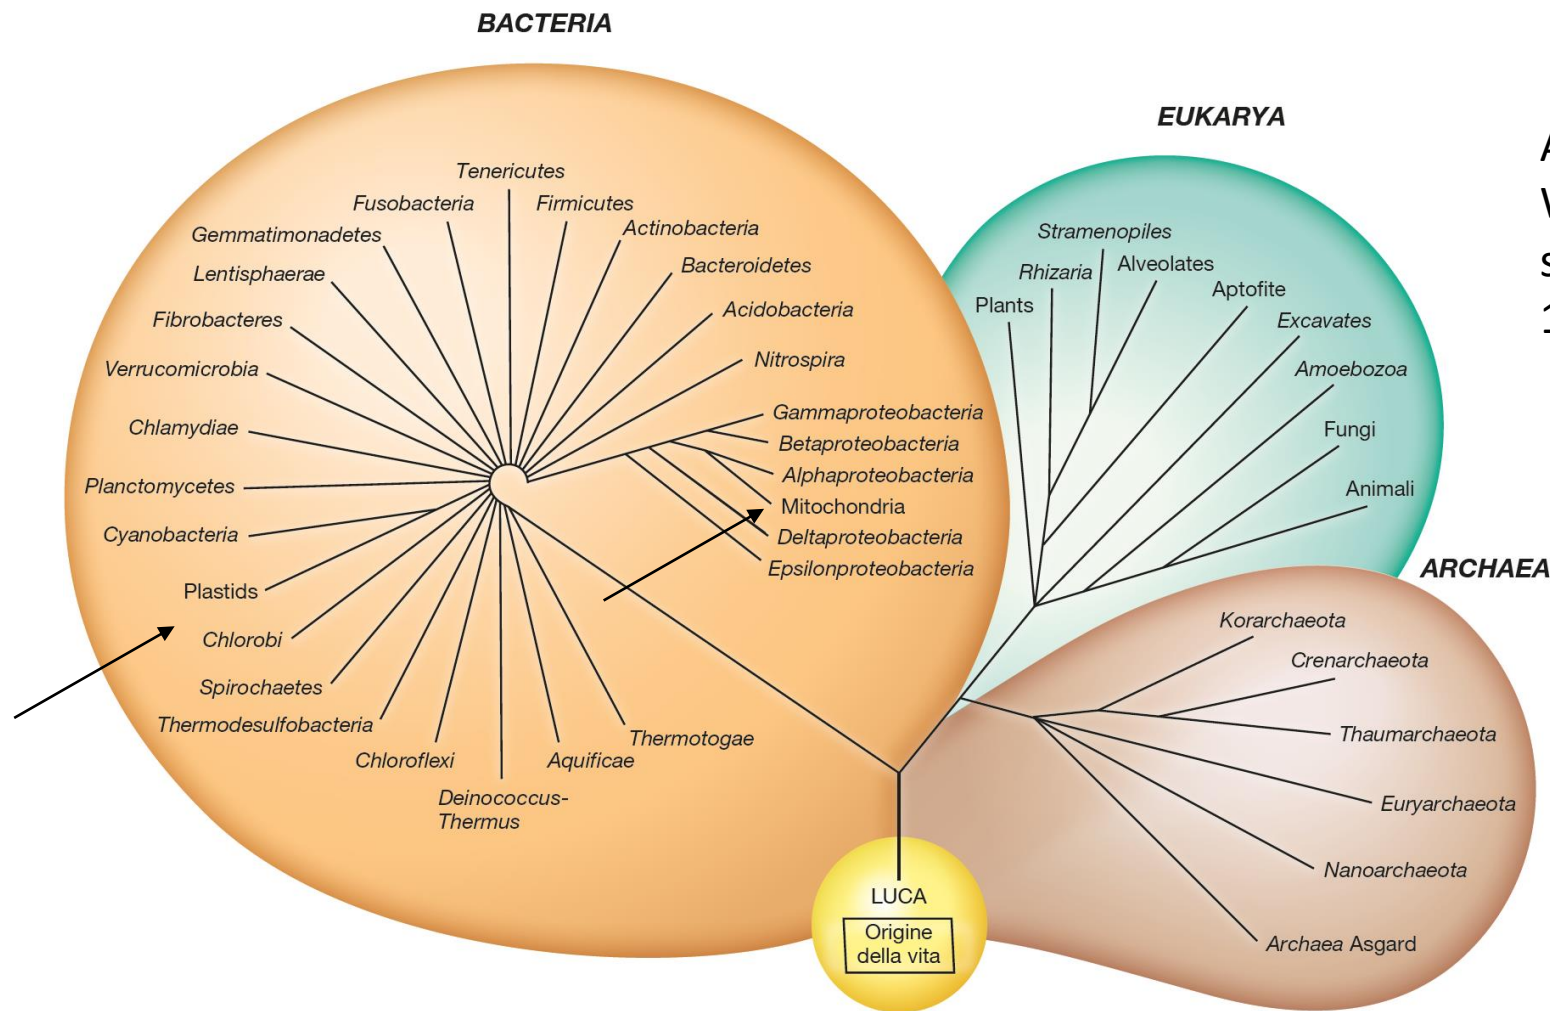 BACTERIA
EUKARYA
Tenericutes
Fusobacteria
Firmicutes
Gemmatimonadetes
Actinobacteria
Lentisphaerae
Bacteroidetes
Fibrobacteres
Acidobacteria
Verrucomicrobia
Nitrospira
Chlamydiae
Gammaproteobacteria
Betaproteobacteria
Planctomycetes
Alphaproteobacteria
Mitochondria
Cyanobacteria
Deltaproteobacteria
Epsilonproteobacteria
Plastids
Chlorobi
Spirochaetes
Thermodesulfobacteria
Chloroflexi
Deinococcus-
Thermus
Aquificae
Thermotogae
Stramenopiles
Rhizaria
Alveolates
Plants
Aptofite
Excavates
Amoebozoa
Fungi
Animali
ARCHAEA
Korarchaeota
Crenarchaeota
Thaumarchaeota
Euryarchaeota
Nanoarchaeota
Archaea Asgard
LUCA
Origine
della vita